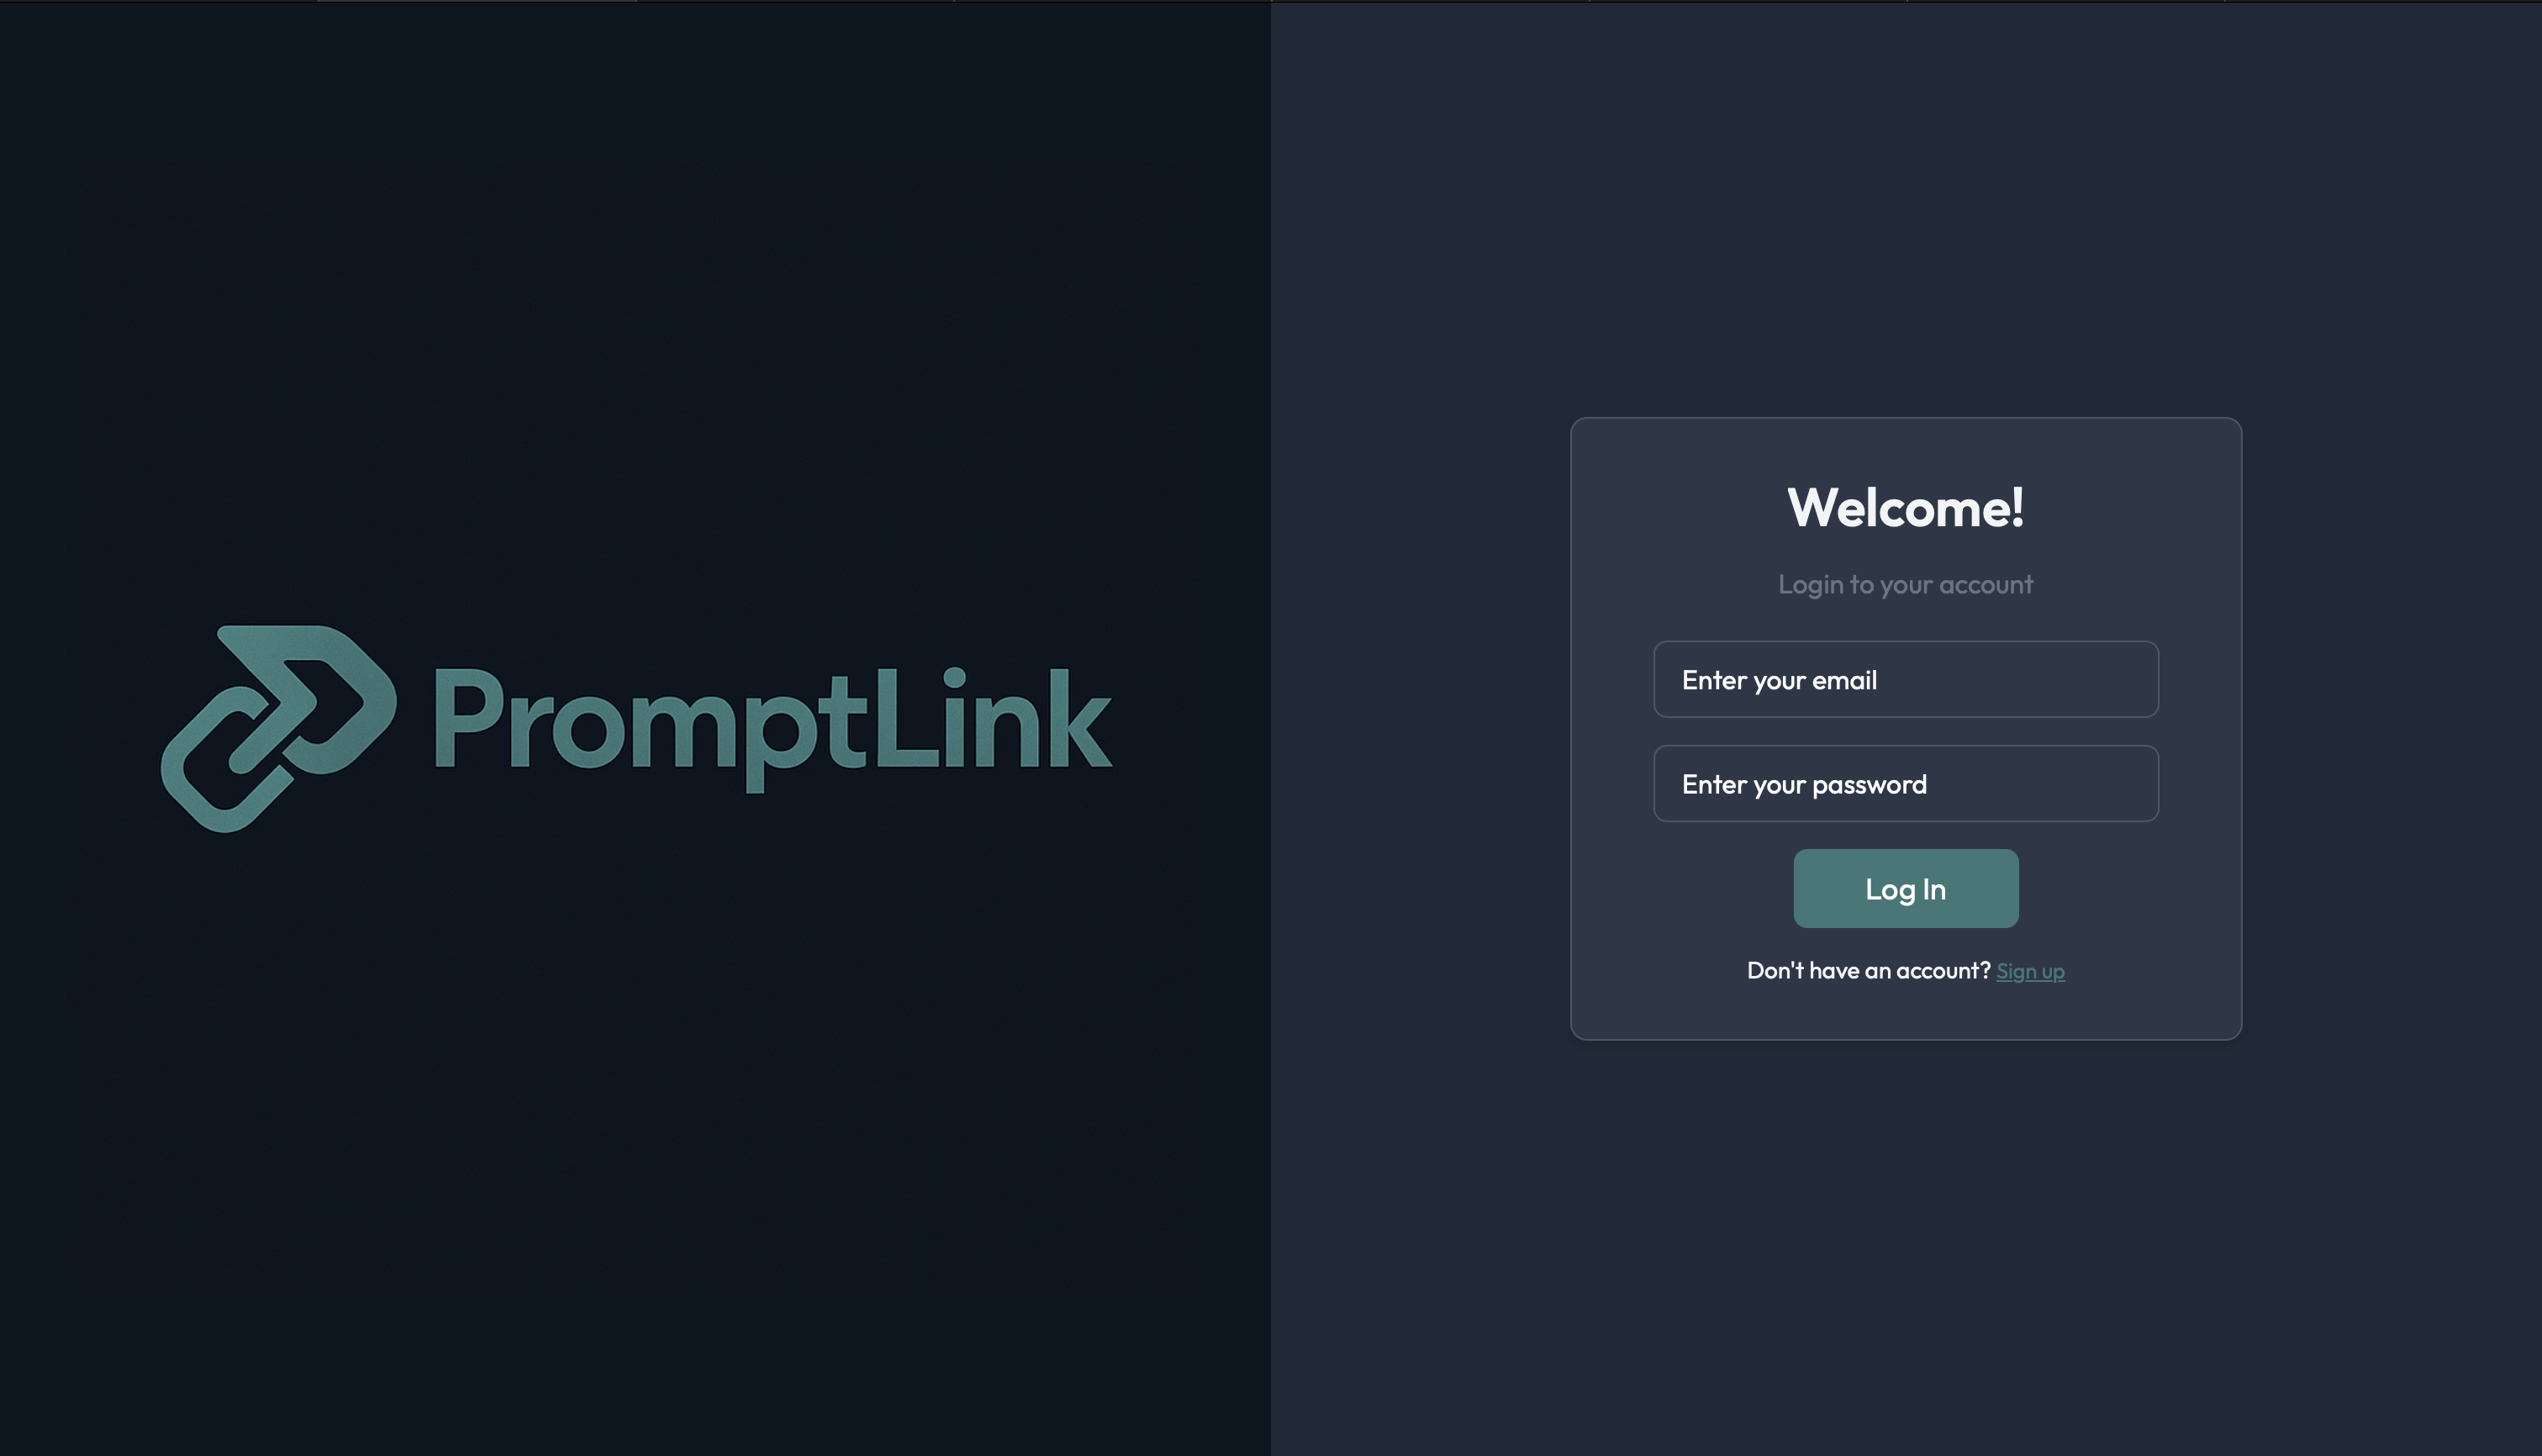 PromptLink
Welcome!
Login to your account
Enter your email
Enter your password
Log In
Don't have an account? Sign up